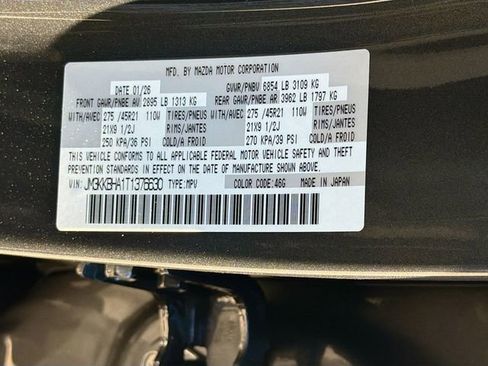 MFD. BY MAZDA MOTOR CORPORATION
DATE 01/26 GVWR/PNBV 6854 LB 3109 KG
FRONT GAWR/PNBE AV 2895 LB 1313 KG REAR GAWR/PNBE AR 3962 LB 1797 KG
WITH/AVEC 275 /45R21 110W TIRES/PNEUS WITH/AVEC 275 /45R21 110W TIRES/PNEUS
21X9 1/2J RIMS/JANTES 21X9 1/2J RIMS/JANTES
250 KPA/36 PSI COLD/A FROID 270 KPA/39 PSI COLD/A FROID
THIS VEHICLE CONFORMS TO ALL APPLICABLE FEDERAL MOTOR VEHICLE SAFETY AND THEFT
PREVENTION STANDARDS IN EFFECT ON THE DATE OF MANUFACTURE SHOWN ABOVE.
VIN: JM3KKBHA1T1376630 TYPE:MPV COLOR CODE:46G MADE IN JAPAN